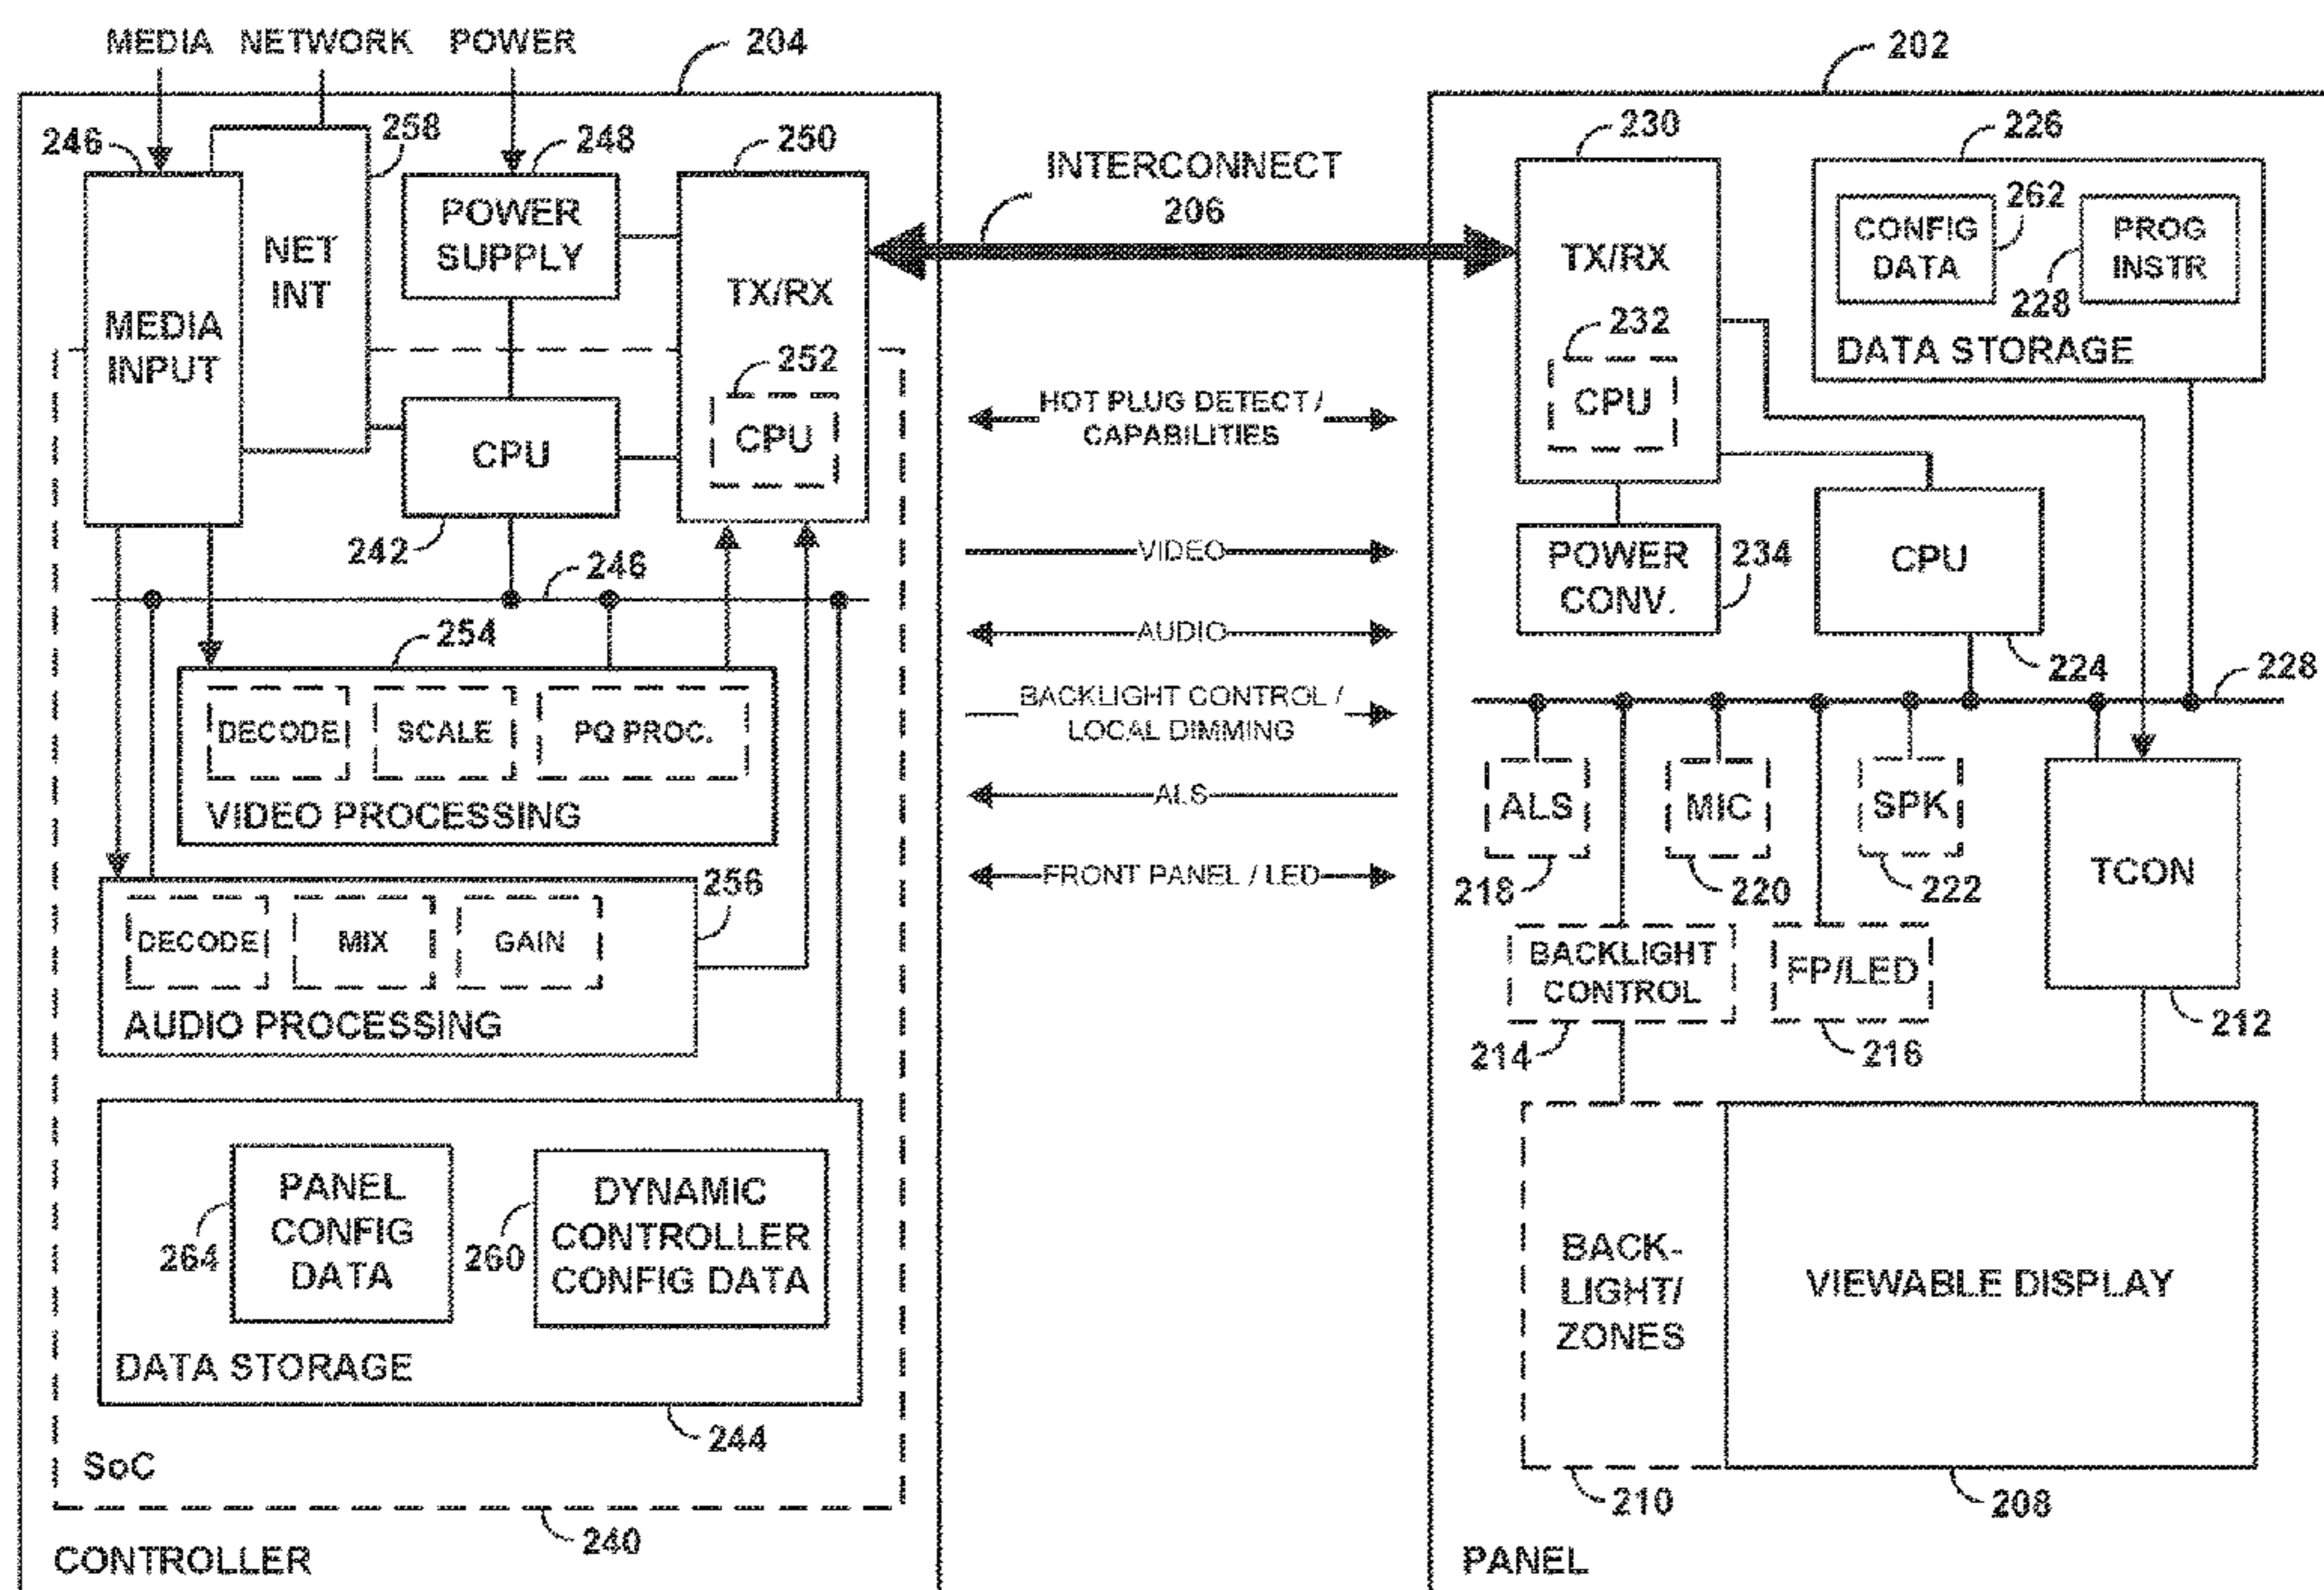 MEDIA NETWORK POWER
204
202
246
258
248
250
INTERCONNECT
206
230
226
MEDIA
INPUT
NET
INT
POWER
SUPPLY
TX/RX
252
CPU
CPU
242
246
254
DECODE SCALE PQ PROC.
VIDEO PROCESSING
256
DECODE MIX GAIN
AUDIO PROCESSING
264
PANEL
CONFIG
DATA
260
DYNAMIC
CONTROLLER
CONFIG DATA
DATA STORAGE
244
SoC
240
CONTROLLER
HOT PLUG DETECT /
CAPABILITIES
VIDEO
AUDIO
BACKLIGHT CONTROL /
LOCAL DIMMING
ALS
FRONT PANEL / LED
TX/RX
232
CPU
CONFIG
DATA
262
228
PROG
INSTR
DATA STORAGE
POWER
CONV.
234
CPU
224
228
ALS
218
MIC
220
SPK
222
TCON
212
BACKLIGHT
CONTROL
214
FP/LED
216
BACK-
LIGHT/
ZONES
VIEWABLE DISPLAY
210
208
PANEL